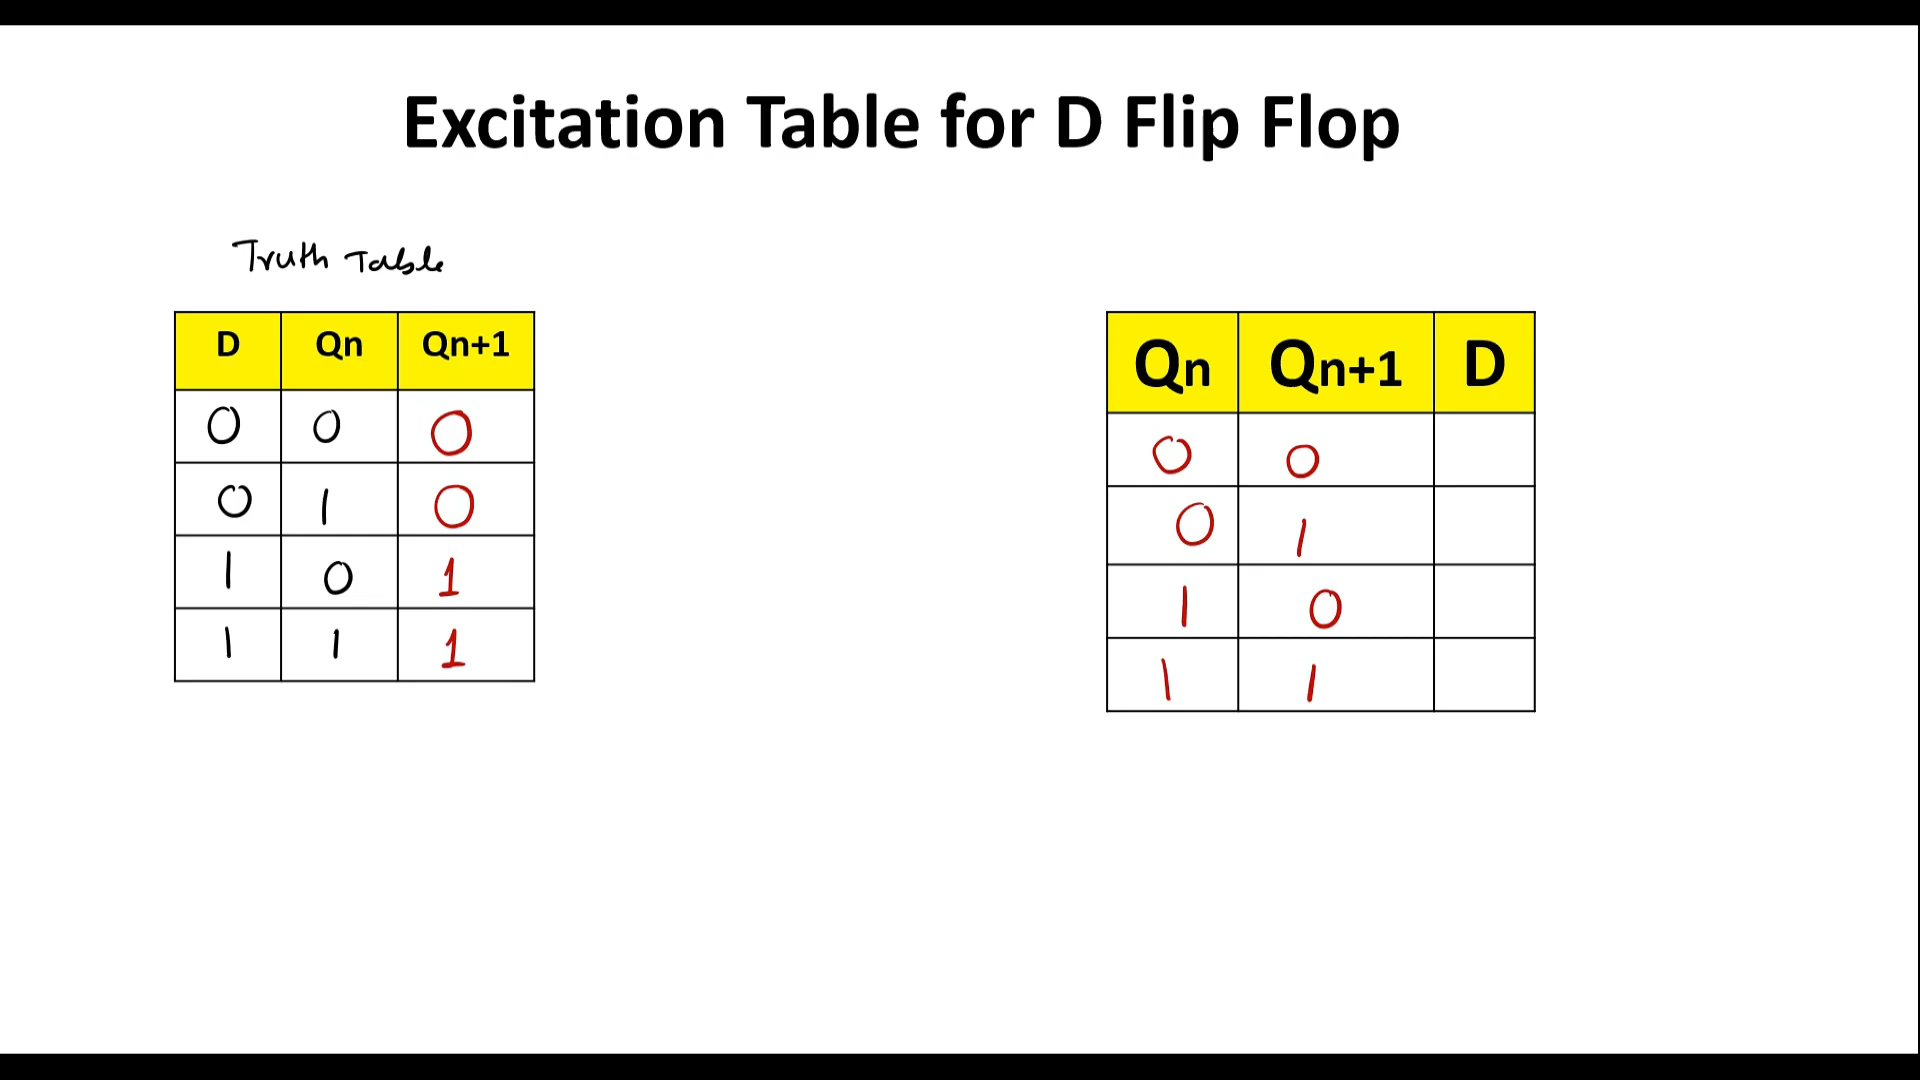 Excitation Table for D Flip Flop
Truth Table
D Qn Qn+1
0 0 0
0 1 0
1 0 1
1 1 1
Qn Qn+1 D
0 0
0 1
1 0
1 1